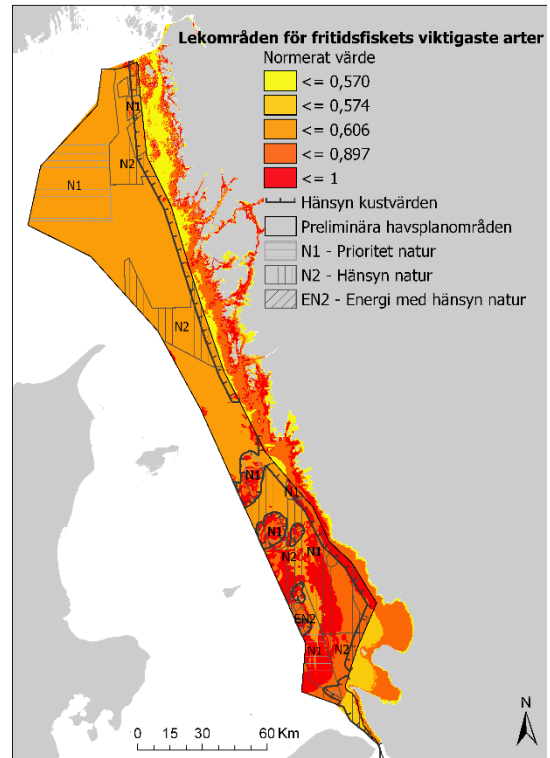 Lekområden för fritidsfiskets viktigaste arter
Normerat värde
<= 0,570
<= 0,574
<= 0,606
<= 0,897
<= 1
Hänsyn kustvärden
Preliminära havsplanområden
N1 - Prioritet natur
N2 - Hänsyn natur
EN2 - Energi med hänsyn natur
N1
N2
N1
N2
N1
N1
N1
N2
N1
EN2
N1
N2
0 15 30 60 Km
N